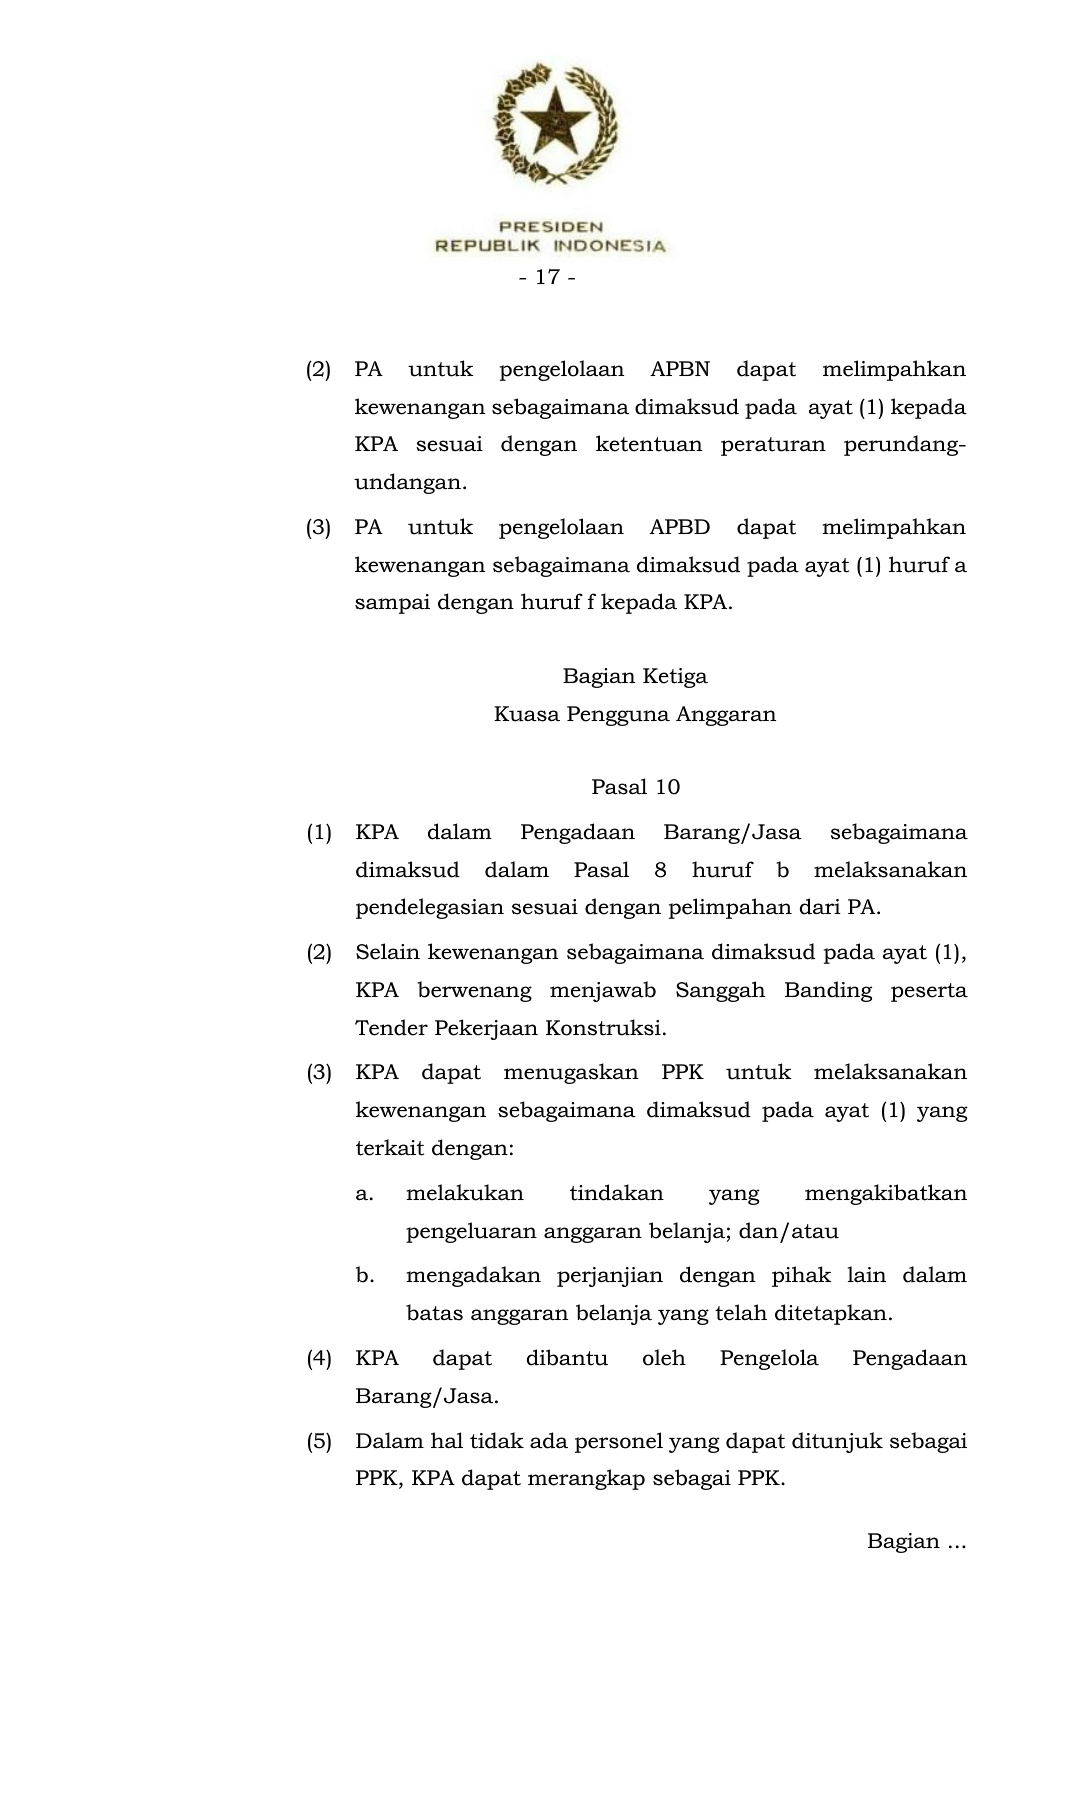 PRESIDEN
REPUBLIK INDONESIA
- 17 -
(2) PA untuk pengelolaan APBN dapat melimpahkan
kewenangan sebagaimana dimaksud pada ayat (1) kepada
KPA sesuai dengan ketentuan peraturan perundang-
undangan.
(3) PA untuk pengelolaan APBD dapat melimpahkan
kewenangan sebagaimana dimaksud pada ayat (1) huruf a
sampai dengan huruf f kepada KPA.
Bagian Ketiga
Kuasa Pengguna Anggaran
Pasal 10
(1) KPA dalam Pengadaan Barang/Jasa sebagaimana
dimaksud dalam Pasal 8 huruf b melaksanakan
pendelegasian sesuai dengan pelimpahan dari PA.
(2) Selain kewenangan sebagaimana dimaksud pada ayat (1),
KPA berwenang menjawab Sanggah Banding peserta
Tender Pekerjaan Konstruksi.
(3) KPA dapat menugaskan PPK untuk melaksanakan
kewenangan sebagaimana dimaksud pada ayat (1) yang
terkait dengan:
a. melakukan tindakan yang mengakibatkan
pengeluaran anggaran belanja; dan/atau
b. mengadakan perjanjian dengan pihak lain dalam
batas anggaran belanja yang telah ditetapkan.
(4) KPA dapat dibantu oleh Pengelola Pengadaan
Barang/Jasa.
(5) Dalam hal tidak ada personel yang dapat ditunjuk sebagai
PPK, KPA dapat merangkap sebagai PPK.
Bagian ...